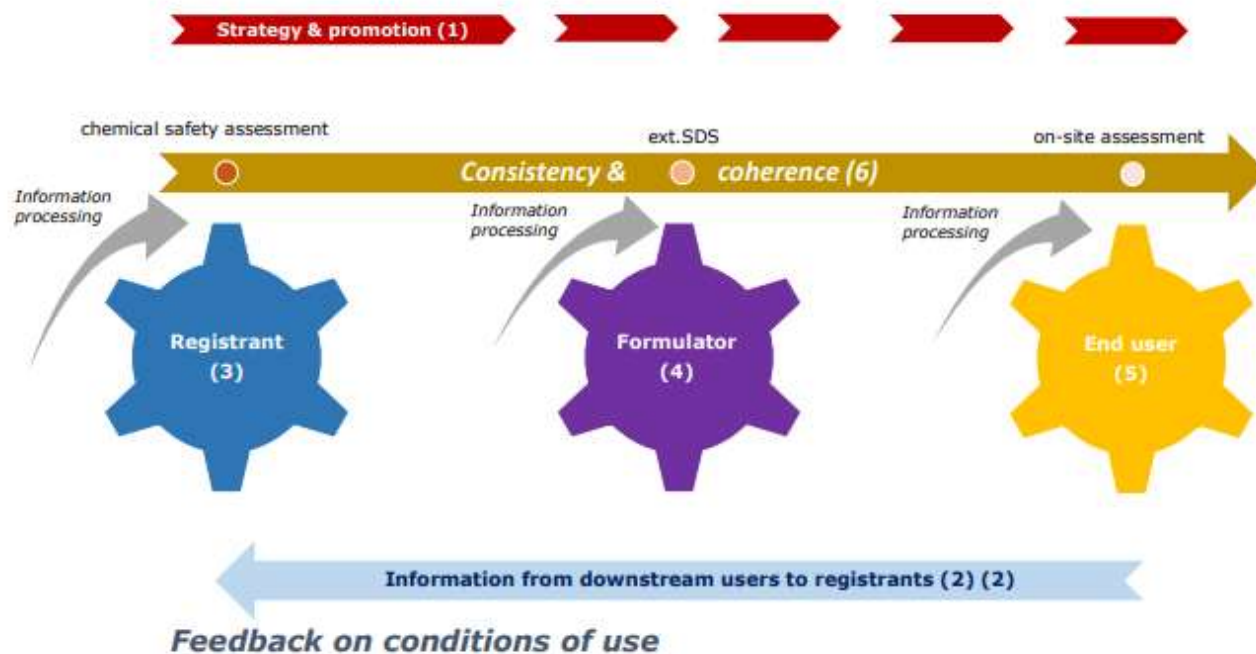 Strategy & promotion (1)
chemical safety assessment
ext.SDS
on-site assessment
Consistency & coherence (6)
Information
processing
Information
processing
Information
processing
Registrant
(3)
Formulator
(4)
End user
(5)
Information from downstream users to registrants (2) (2)
Feedback on conditions of use